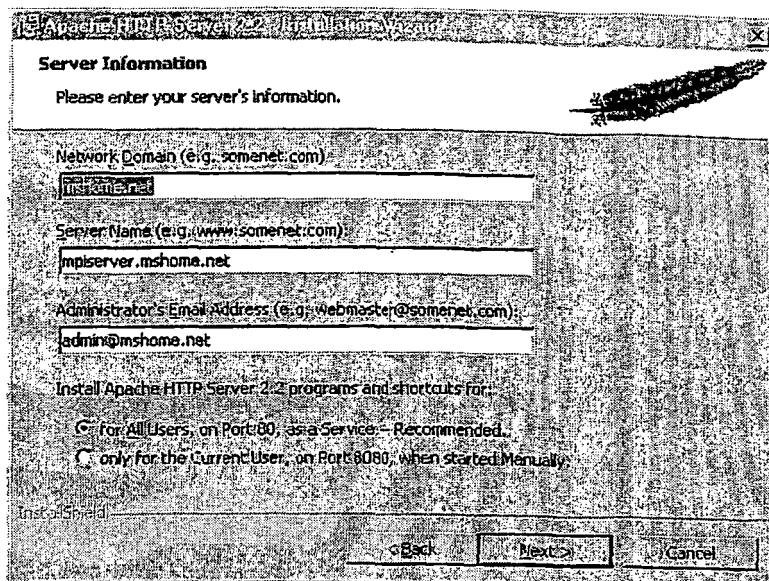 Apache HTTP Server 2.2 - Installation Wizard
Server Information
Please enter your server's information.
Network Domain (e.g. somenet.com)
mshome.net
Server Name (e.g. www.somenet.com):
mpiserver.mshome.net
Administrator's Email Address (e.g. webmaster@somenet.com):
admin@mshome.net
Install Apache HTTP Server 2.2 programs and shortcuts for:
for All Users, on Port 80, as a Service -- Recommended.
only for the Current User, on Port 8080, when started Manually.
InstallShield
< Back
Next >
Cancel